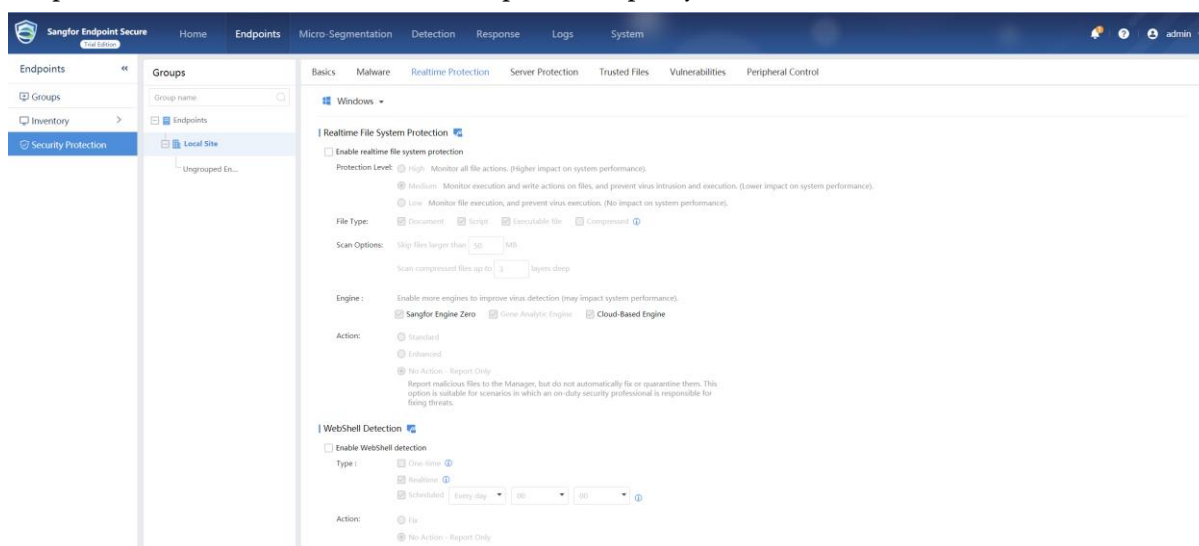 Sangfor Endpoint Secure
Trial Edition
Home Endpoints Micro-Segmentation Detection Response Logs System
admin
Endpoints
Groups
Inventory
Security Protection
Groups
Group name
Endpoints
Local Site
Ungrouped En...
Basics Malware Realtime Protection Server Protection Trusted Files Vulnerabilities Peripheral Control
Windows
Realtime File System Protection
Enable realtime file system protection
Protection Level: High Monitor all file actions. (Higher impact on system performance).
Medium Monitor execution and write actions on files, and prevent virus intrusion and execution. (Lower impact on system performance).
Low Monitor file execution, and prevent virus execution. (No impact on system performance).
File Type: Document Script Executable file Compressed
Scan Options: Skip files larger than 50 MB
Scan compressed files up to 3 layers deep
Engine : Enable more engines to improve virus detection (may impact system performance).
Sangfor Engine Zero Gene Analytic Engine Cloud-Based Engine
Action: Standard
Enhanced
No Action - Report Only
Report malicious files to the Manager, but do not automatically fix or quarantine them. This
option is suitable for scenarios in which an on-duty security professional is responsible for
fixing threats.
WebShell Detection
Enable WebShell detection
Type : One-time
Realtime
Scheduled Every day 00 00
Action: Fix
No Action - Report Only